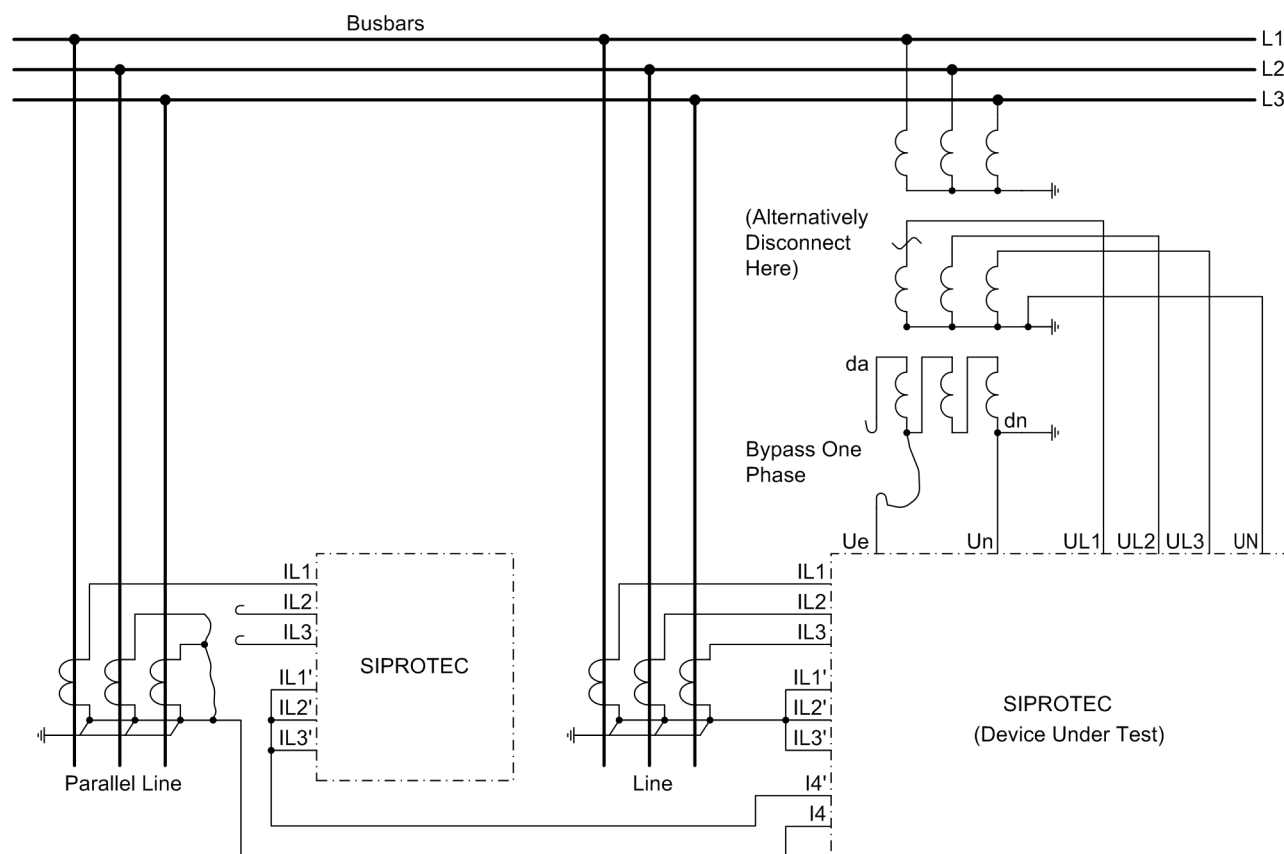 Busbars
L1
L2
L3
(Alternatively
Disconnect
Here)
da
dn
Bypass One
Phase
Ue
Un
UL1
UL2
UL3
UN
IL1
IL2
IL3
IL1'
IL2'
IL3'
SIPROTEC
IL1
IL2
IL3
IL1'
IL2'
IL3'
I4'
I4
SIPROTEC
(Device Under Test)
Parallel Line
Line